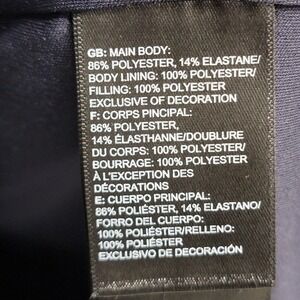 GB: MAIN BODY:
86% POLYESTER, 14% ELASTANE/
BODY LINING: 100% POLYESTER/
FILLING: 100% POLYESTER
EXCLUSIVE OF DECORATION
F: CORPS PINCIPAL:
86% POLYESTER,
14% ÉLASTHANNE/DOUBLURE
DU CORPS: 100% POLYESTER/
BOURRAGE: 100% POLYESTER
À L'EXCEPTION DES
DÉCORATIONS
E: CUERPO PRINCIPAL:
86% POLIÉSTER, 14% ELASTANO/
FORRO DEL CUERPO:
100% POLIÉSTER/RELLENO:
100% POLIÉSTER
EXCLUSIVO DE DECORACIÓN